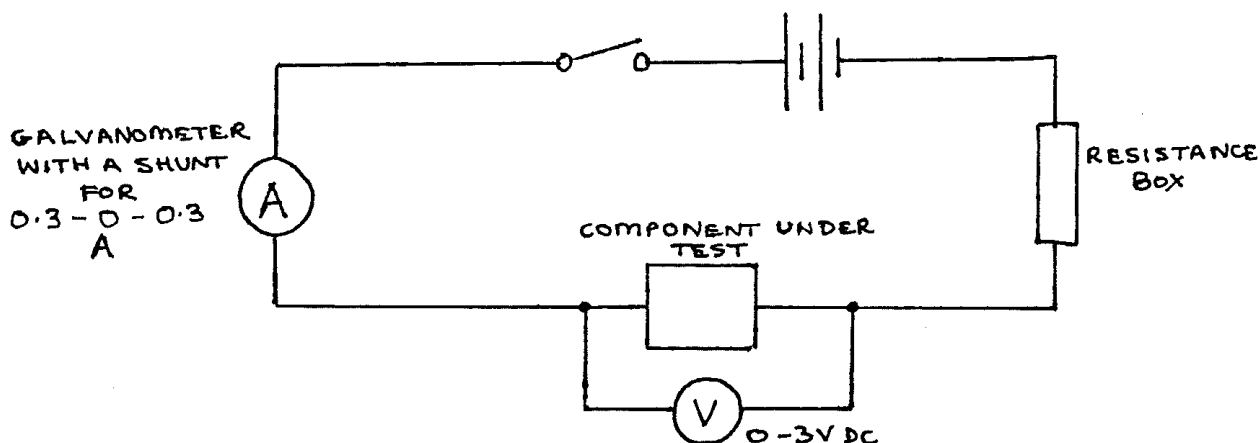 GALVANOMETER
WITH A SHUNT
FOR
0.3 - 0 - 0.3
A
A
COMPONENT UNDER
TEST
V
0-3V DC
RESISTANCE
BOX